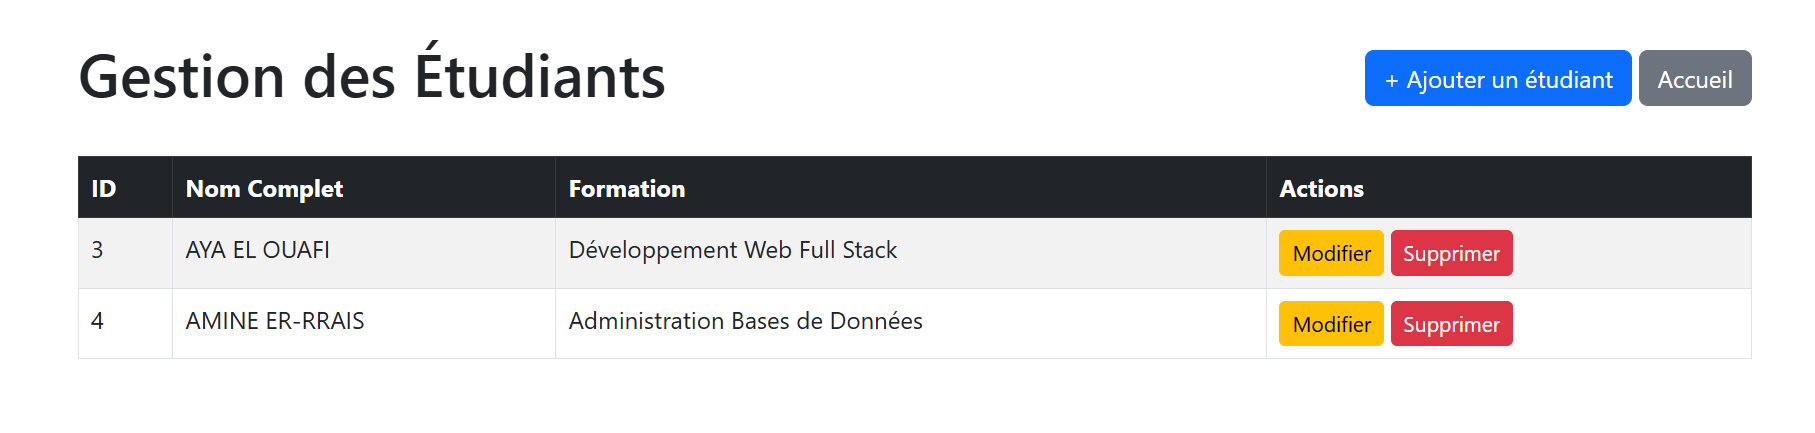 Gestion des Étudiants
+ Ajouter un étudiant Accueil
ID Nom Complet Formation Actions
3 AYA EL OUAFI Développement Web Full Stack Modifier Supprimer
4 AMINE ER-RRAIS Administration Bases de Données Modifier Supprimer